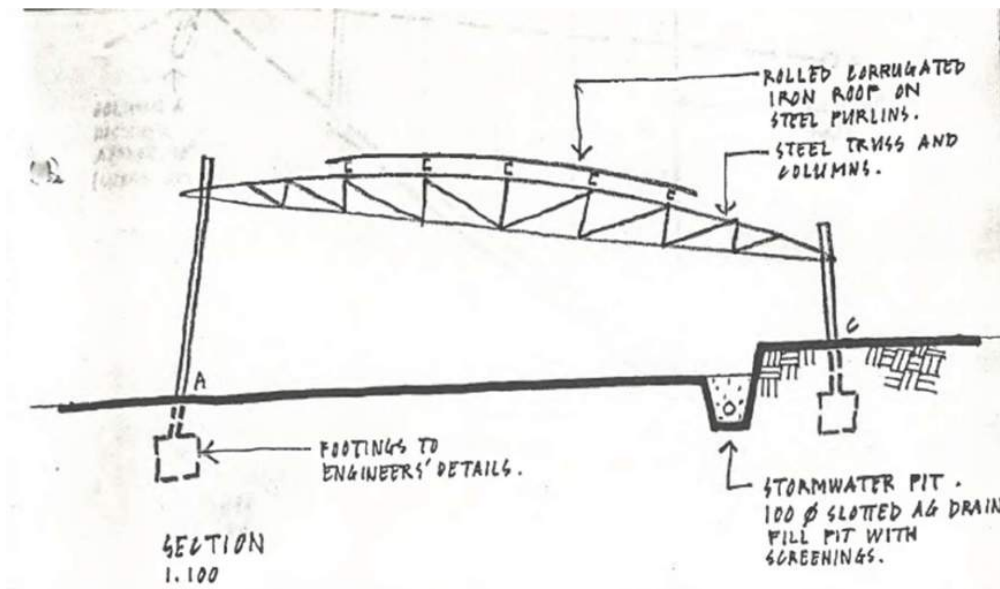 ROLLED CORRUGATED
IRON ROOF ON
STEEL PURLINS.
STEEL TRUSS AND
COLUMNS.
C
A
FOOTINGS TO
ENGINEERS' DETAILS.
STORMWATER PIT.
100 Ø SLOTTED AG DRAIN
FILL PIT WITH
SCREENINGS.
SECTION
1.100